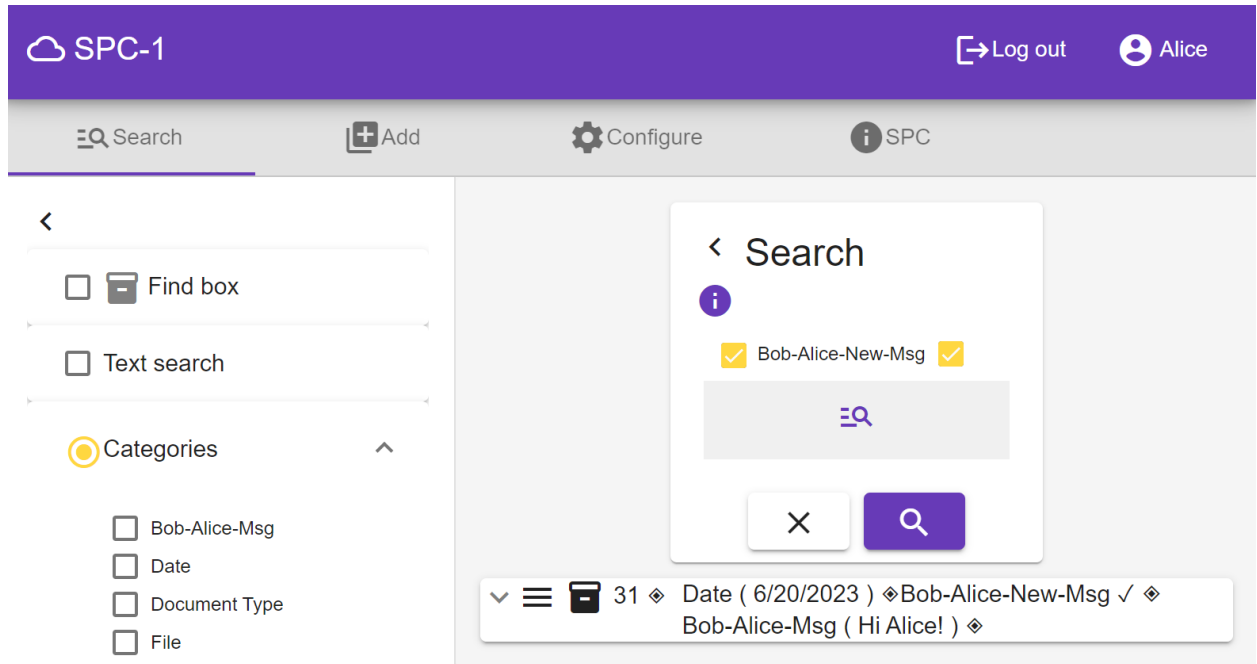 SPC-1
Log out
Alice
Search
Add
Configure
SPC
Find box
Text search
Categories
Bob-Alice-Msg
Date
Document Type
File
Search
Bob-Alice-New-Msg
31 ◈ Date ( 6/20/2023 ) ◈Bob-Alice-New-Msg ✓ ◈
Bob-Alice-Msg ( Hi Alice! ) ◈